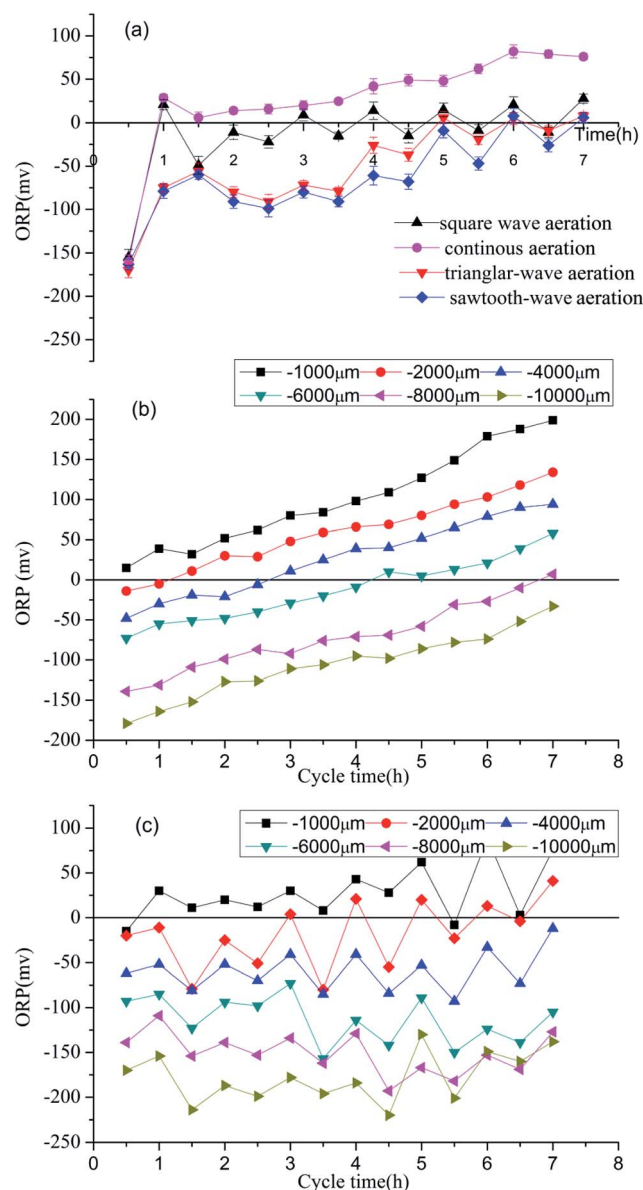 (a)
100
50
0
-50
-100
-150
-200
-250
ORP(mv)
0 1 2 3 4 5 6 7
Time(h)
8
square wave aeration
continous aeration
trianglar-wave aeration
sawtooth-wave aeration
-1000μm -2000μm -4000μm
-6000μm -8000μm -10000μm
(b)
200
150
100
50
0
-50
-100
-150
-200
ORP (mv)
0 1 2 3 4 5 6 7 8
Cycle time(h)
(c)
-1000μm -2000μm -4000μm
-6000μm -8000μm -10000μm
100
50
0
-50
-100
-150
-200
-250
ORP(mv)
0 1 2 3 4 5 6 7 8
Cycle time(h)